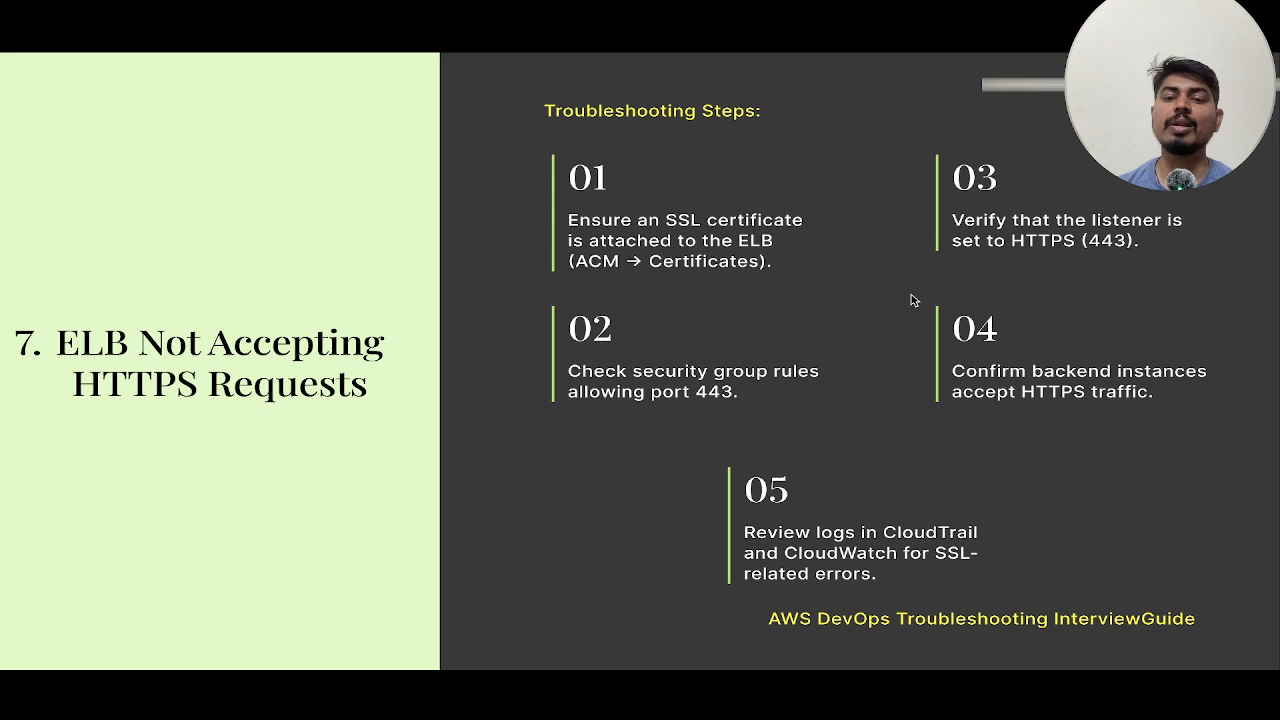 7. ELB Not Accepting
HTTPS Requests
Troubleshooting Steps:
01
Ensure an SSL certificate
is attached to the ELB
(ACM → Certificates).
02
Check security group rules
allowing port 443.
03
Verify that the listener is
set to HTTPS (443).
04
Confirm backend instances
accept HTTPS traffic.
05
Review logs in CloudTrail
and CloudWatch for SSL-
related errors.
AWS DevOps Troubleshooting InterviewGuide